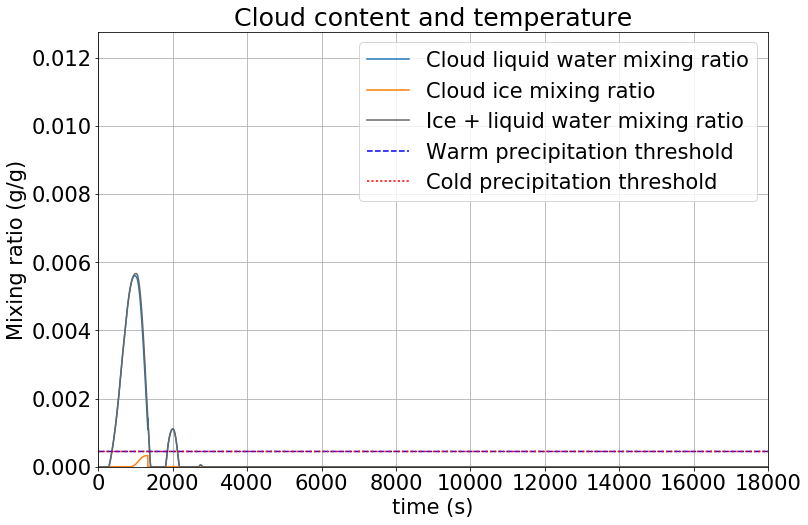 Cloud content and temperature
Mixing ratio (g/g)
0.012
0.010
0.008
0.006
0.004
0.002
0.000
Cloud liquid water mixing ratio
Cloud ice mixing ratio
Ice + liquid water mixing ratio
Warm precipitation threshold
Cold precipitation threshold
0 2000 4000 6000 8000 10000 12000 14000 16000 18000
time (s)